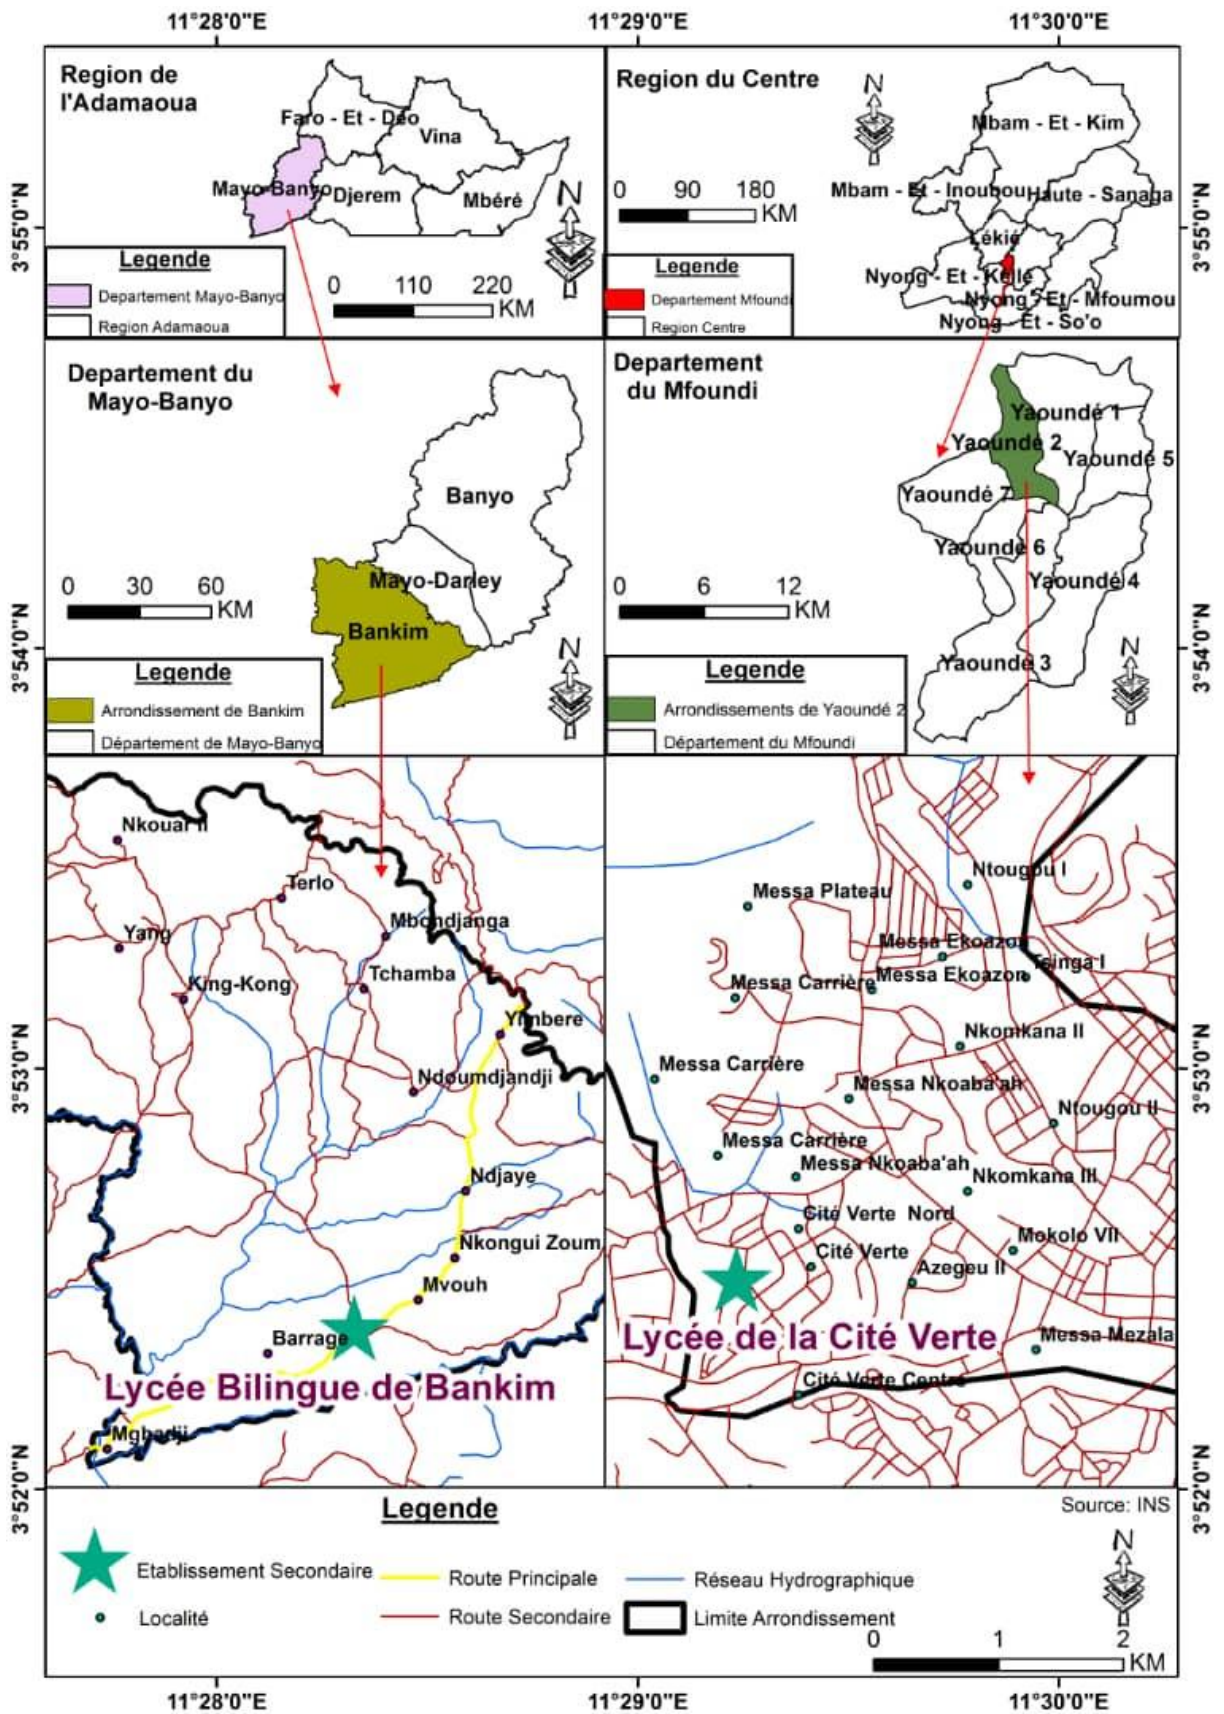 11°28'0"E
11°29'0"E
11°30'0"E
Region de
l'Adamaoua
Faro - Et - Déo
Vina
Mayo-Banyo
Djerem
Mbéré
N
3°55'0"N
Legende
Departement Mayo-Banyo
Region Adamaoua
0 110 220
KM
Region du Centre
N
Mbam - Et - Kim
Mbam - Et - Inoubou
Haute - Sanaga
0 90 180
KM
Lékié
Nyong - Et - Kéllé
Nyong - Et - Mfoumou
Nyong - Et - So'o
Legende
Departement Mfoundi
Region Centre
3°55'0"N
Departement du
Mayo-Banyo
Banyo
Mayo-Darley
Bankim
0 30 60
KM
3°54'0"N
N
Legende
Arrondissement de Bankim
Département de Mayo-Banyo
Departement
du Mfoundi
Yaoundé 1
Yaoundé 2
Yaoundé 5
Yaoundé 7
Yaoundé 6
Yaoundé 4
Yaoundé 3
0 6 12
KM
N
3°54'0"N
Legende
Arrondissements de Yaoundé 2
Département du Mfoundi
Nkouar II
Terlo
Yang
Mbondjanga
King-Kong
Tchamba
Yimbere
3°53'0"N
Ndoumdjandji
Ndjaye
Nkongui Zoum
Mvouh
Barrage
Lycée Bilingue de Bankim
Mgbadji
Ntougou I
Messa Plateau
Messa Ekoazon
Tsinga I
Messa Carrière
Messa Ekoazon
Nkomkana II
Messa Carrière
3°53'0"N
Messa Nkoaba'ah
Ntougou II
Messa Carrière
Messa Nkoaba'ah
Nkomkana III
Cité Verte Nord
Mokolo VII
Cité Verte
Azegeu II
Lycée de la Cité Verte
Messa Mezala
Cité Verte Centre
3°52'0"N
3°52'0"N
Legende
Source: INS
Etablissement Secondaire
Route Principale
Réseau Hydrographique
Localité
Route Secondaire
Limite Arrondissement
N
0 1 2
KM
11°28'0"E
11°29'0"E
11°30'0"E